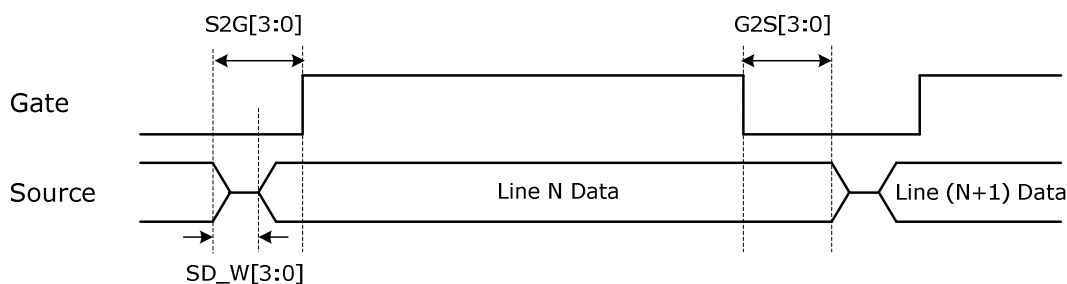 S2G[3:0]
G2S[3:0]
Gate
Source
Line N Data
Line (N+1) Data
SD_W[3:0]